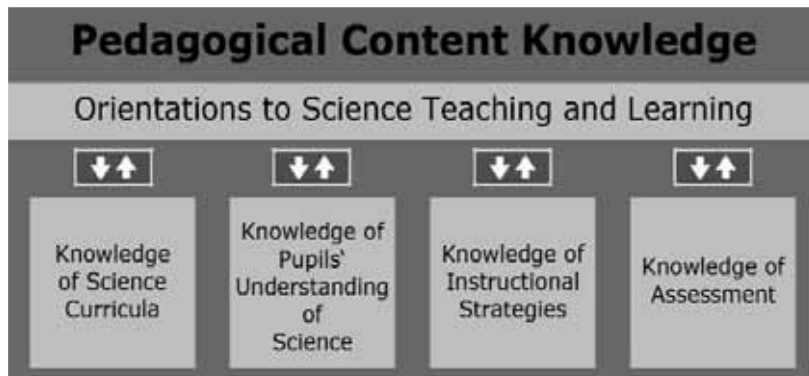 Pedagogical Content Knowledge
Orientations to Science Teaching and Learning
Knowledge
of Science
Curricula
Knowledge of
Pupils‘
Understanding
of
Science
Knowledge of
Instructional
Strategies
Knowledge of
Assessment